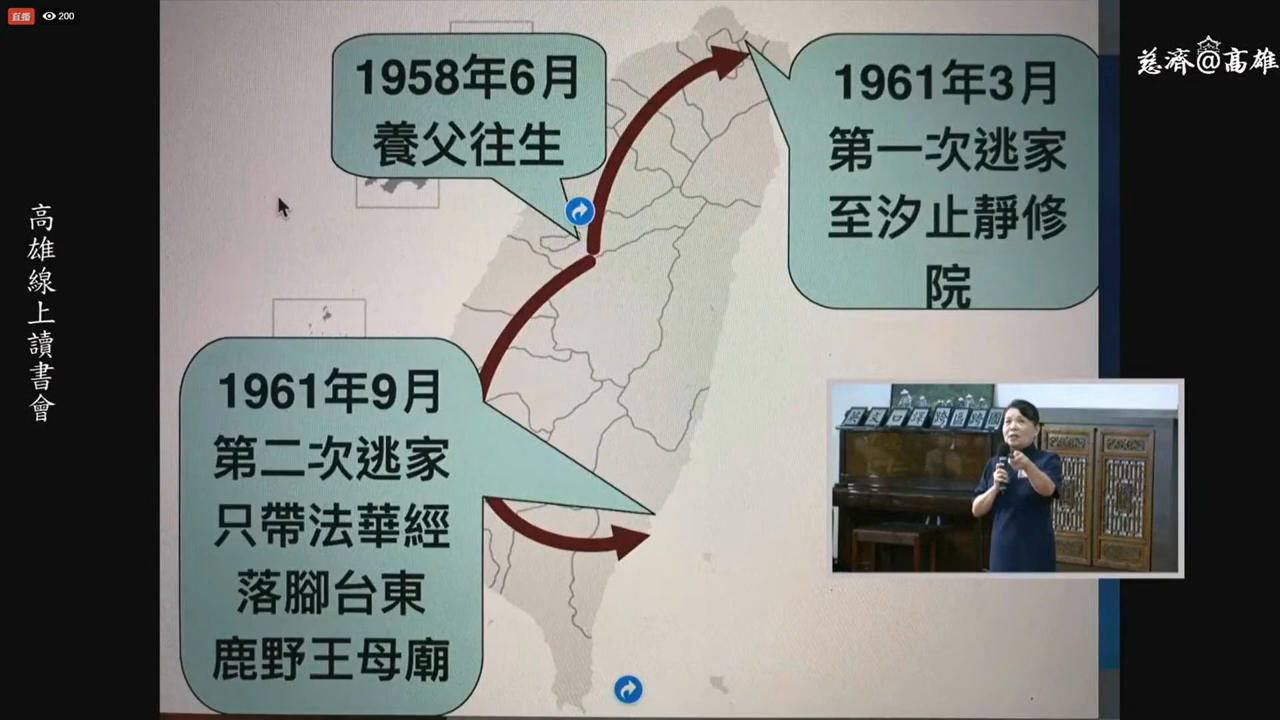 直播
200
慈濟@高雄
高雄線上讀書會
1958年6月
養父往生
1961年3月
第一次逃家
至汐止靜修
院
1961年9月
第二次逃家
只帶法華經
落腳台東
鹿野王母廟